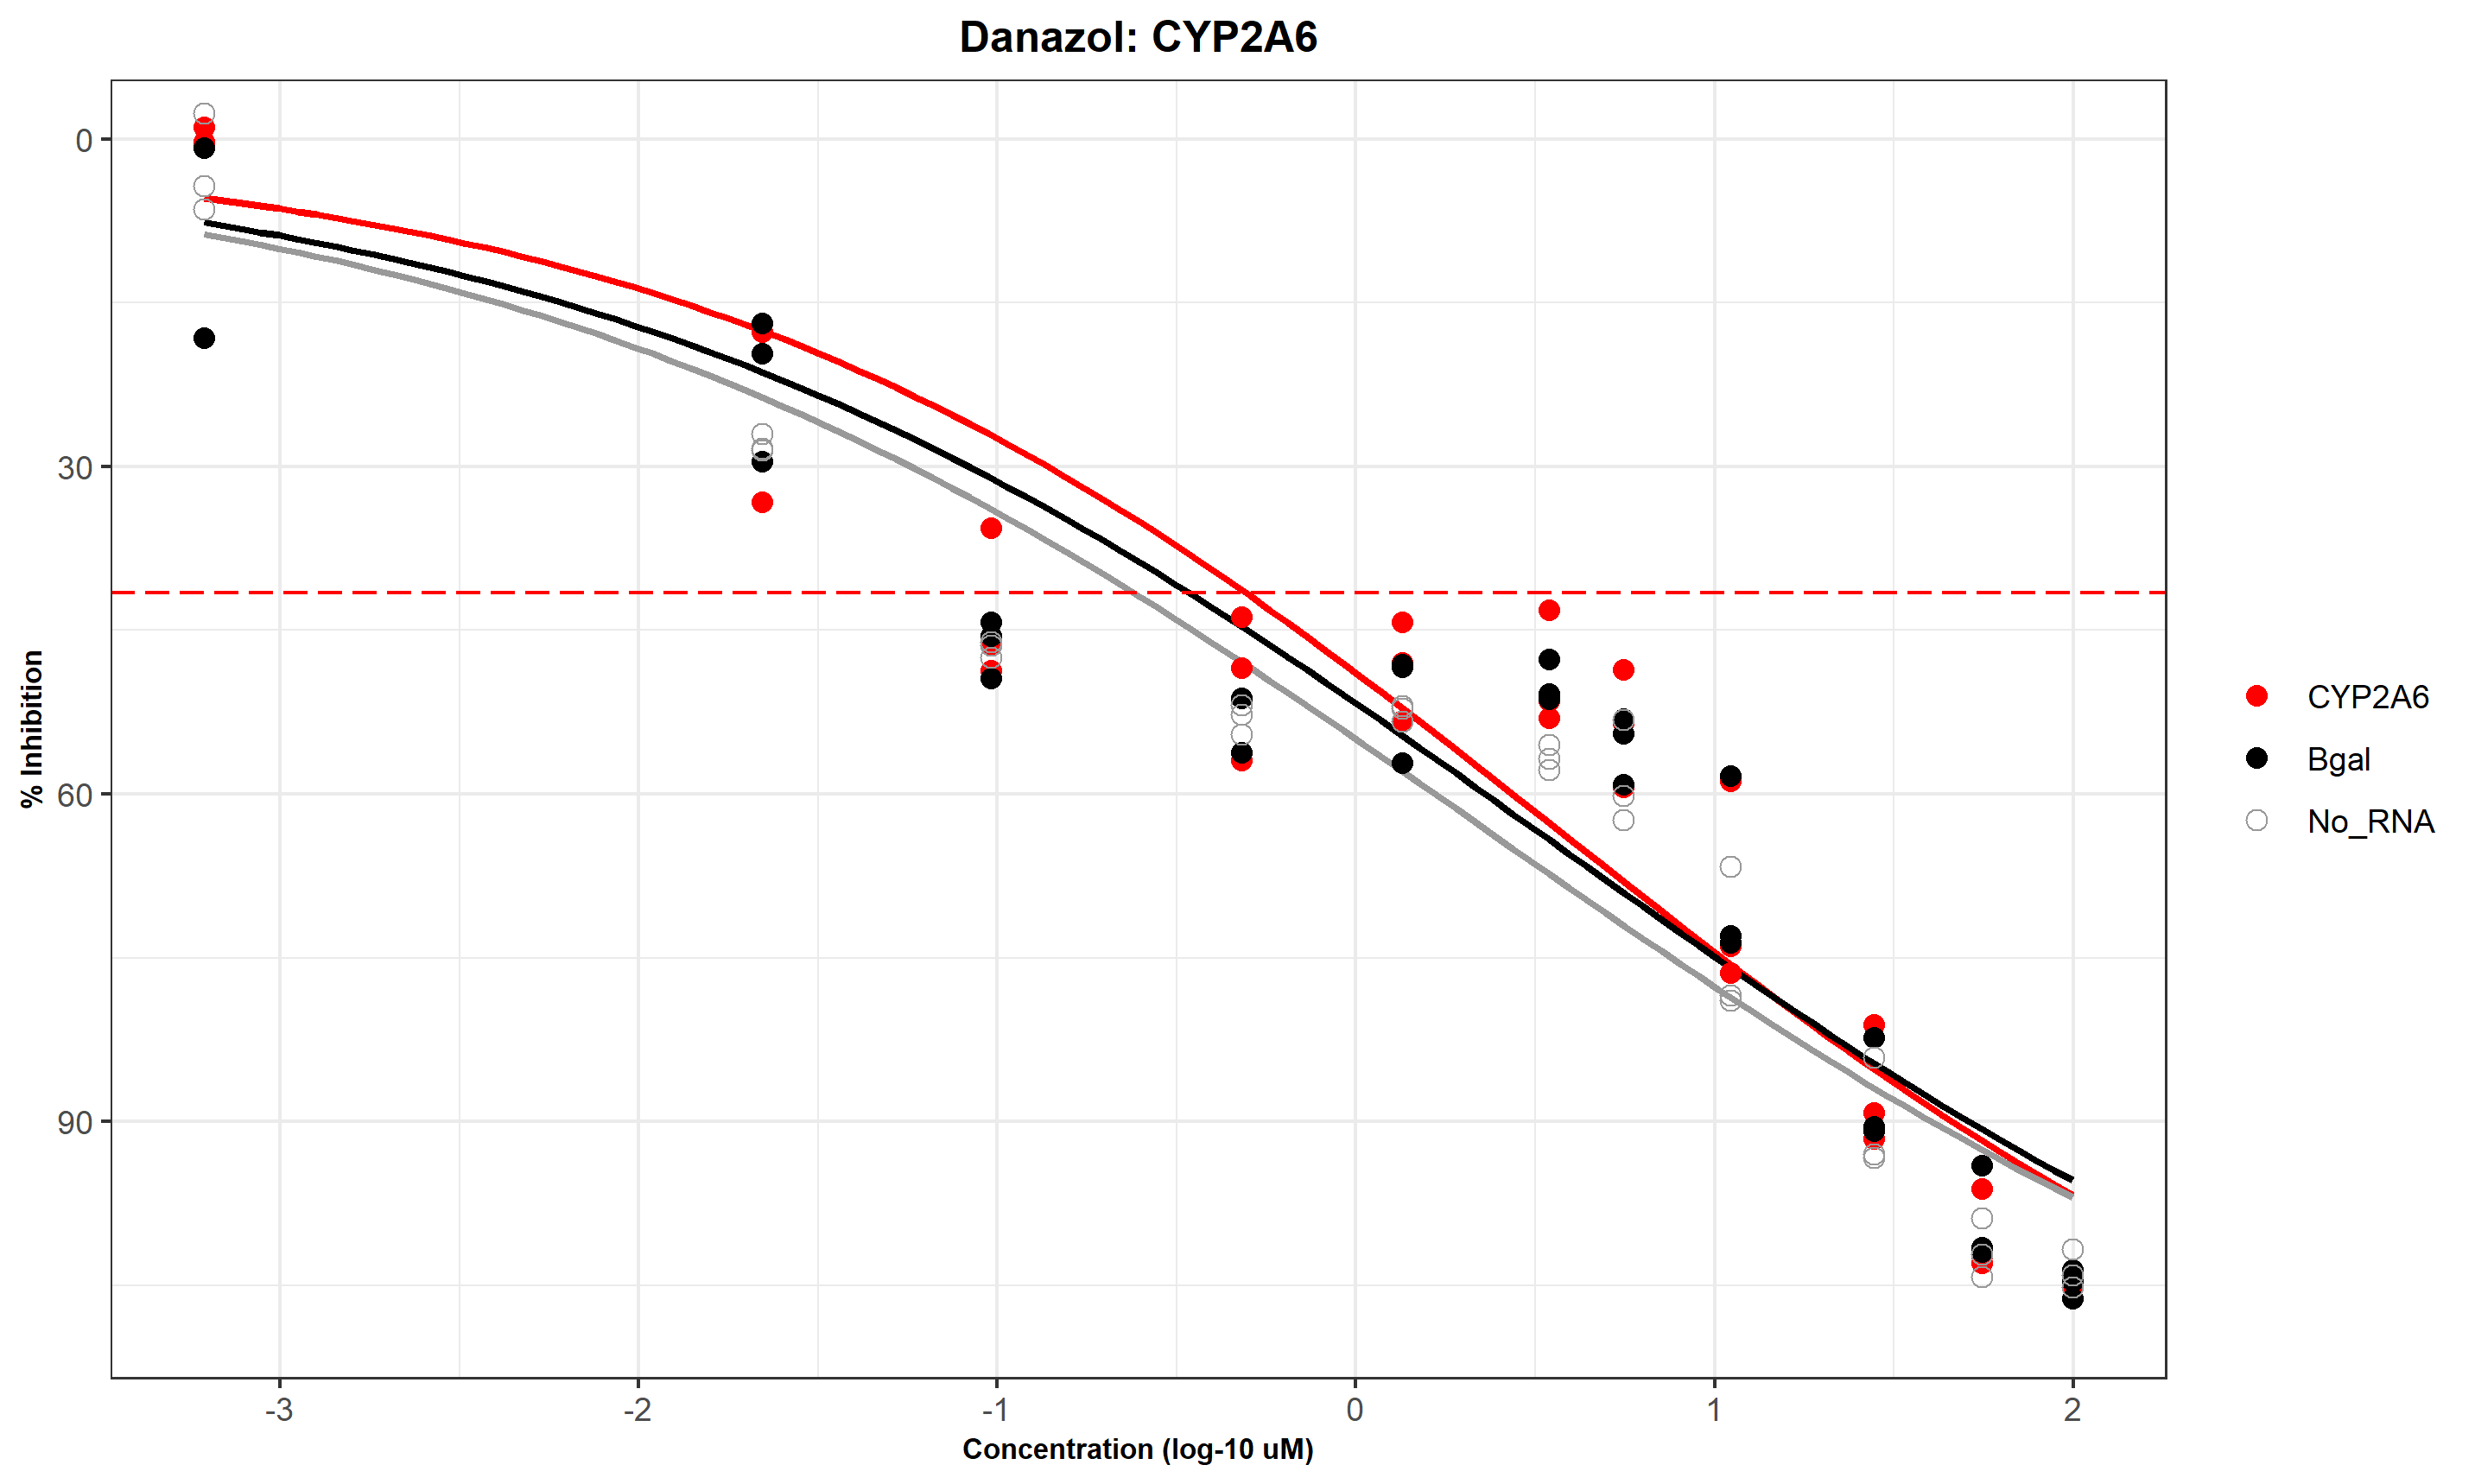 Danazol: CYP2A6
% Inhibition
0
30
60
90
-3
-2
-1
0
1
2
Concentration (log-10 uM)
CYP2A6
Bgal
No_RNA